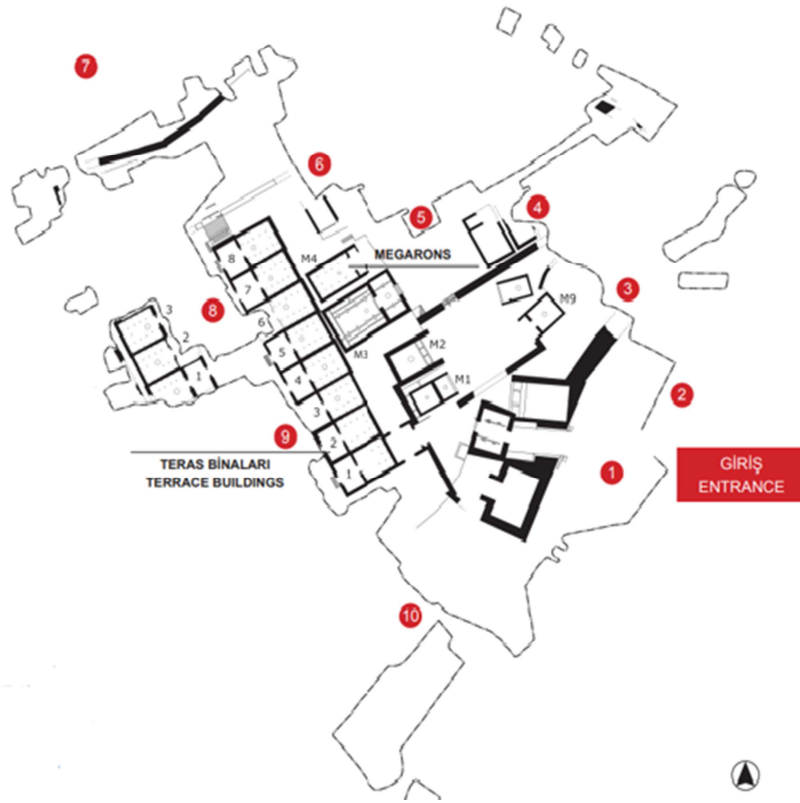 7
6
5
4
MEGARONS
M4
8
7
3
M9
8
6
3
2
M3
M2
5
1
4
M1
2
3
9
2
TERAS BİNALARI
TERRACE BUILDINGS
1
1
GİRİŞ
ENTRANCE
10